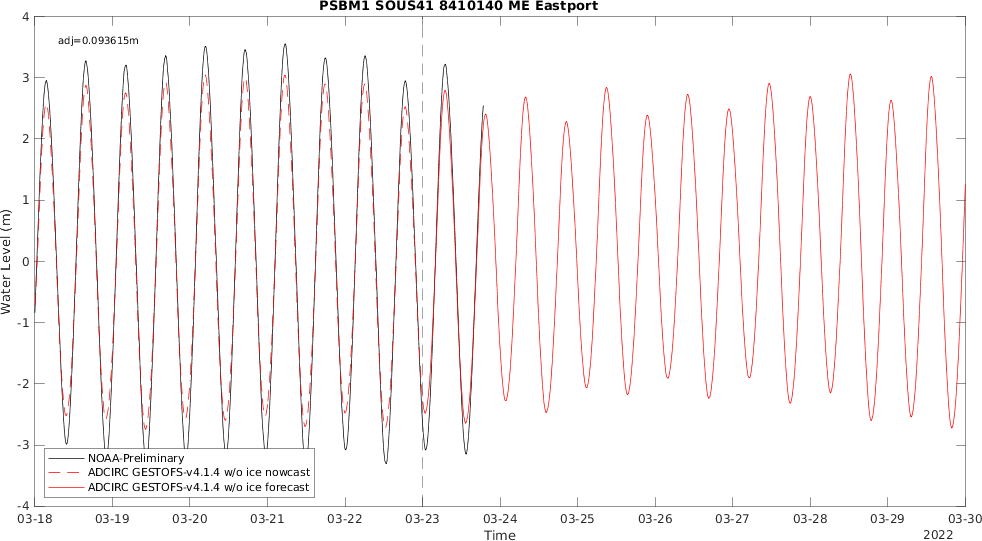 PSBM1 SOUS41 8410140 ME Eastport
adj=0.093615m
4
3
2
1
0
-1
-2
-3
-4
Water Level (m)
NOAA-Preliminary
ADCIRC GESTOFS-v4.1.4 w/o ice nowcast
ADCIRC GESTOFS-v4.1.4 w/o ice forecast
03-18 03-19 03-20 03-21 03-22 03-23 03-24 03-25 03-26 03-27 03-28 03-29 03-30
Time
2022